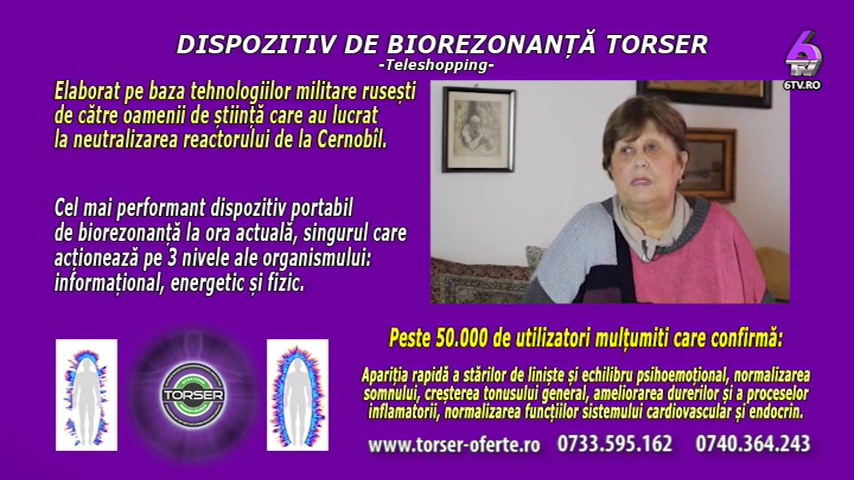 DISPOZITIV DE BIOREZONANȚĂ TORSER
-Teleshopping-
6
TV
6TV.RO
Elaborat pe baza tehnologiilor militare rusești
de către oamenii de știință care au lucrat
la neutralizarea reactorului de la Cernobîl.
Cel mai performant dispozitiv portabil
de biorezonanță la ora actuală, singurul care
acționează pe 3 nivele ale organismului:
informațional, energetic și fizic.
TORSER
Peste 50.000 de utilizatori mulțumiti care confirmă:
Apariția rapidă a stărilor de liniște și echilibru psihoemoțional, normalizarea
somnului, creșterea tonusului general, ameliorarea durerilor și a proceselor
inflamatorii, normalizarea funcțiilor sistemului cardiovascular și endocrin.
www.torser-oferte.ro 0733.595.162 0740.364.243